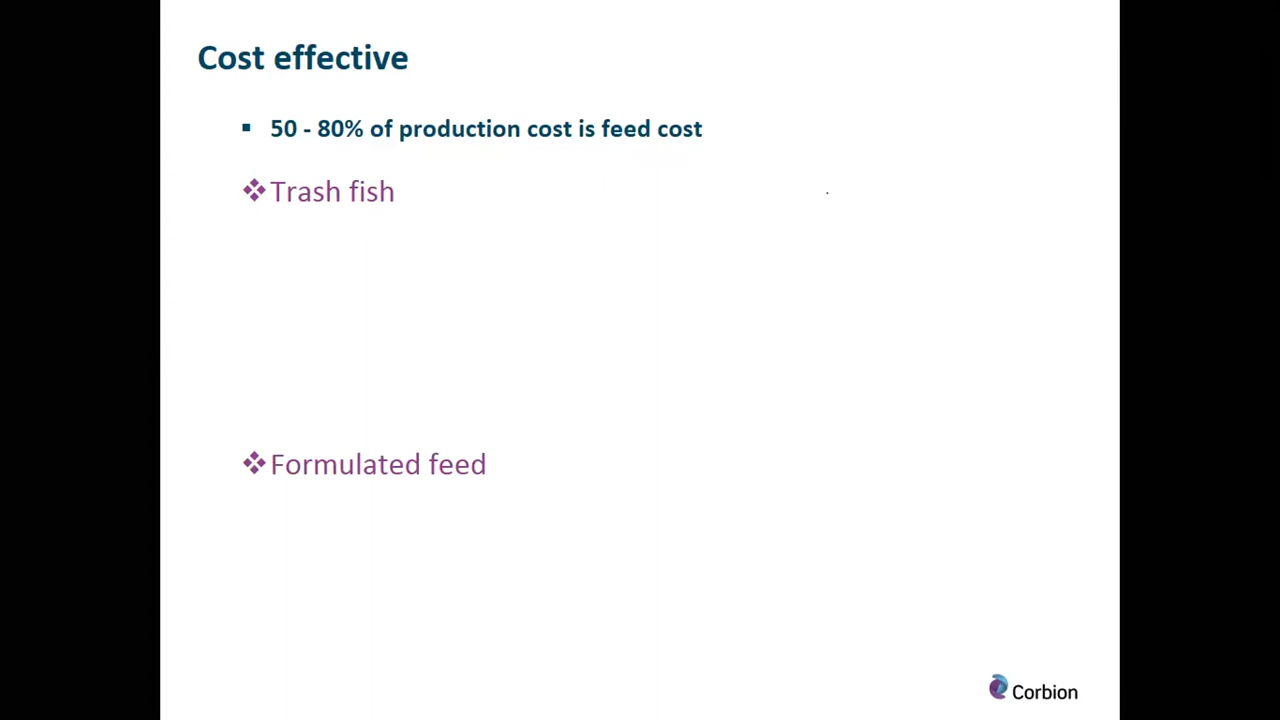 Cost effective
50 - 80% of production cost is feed cost
Trash fish
Formulated feed
Corbion